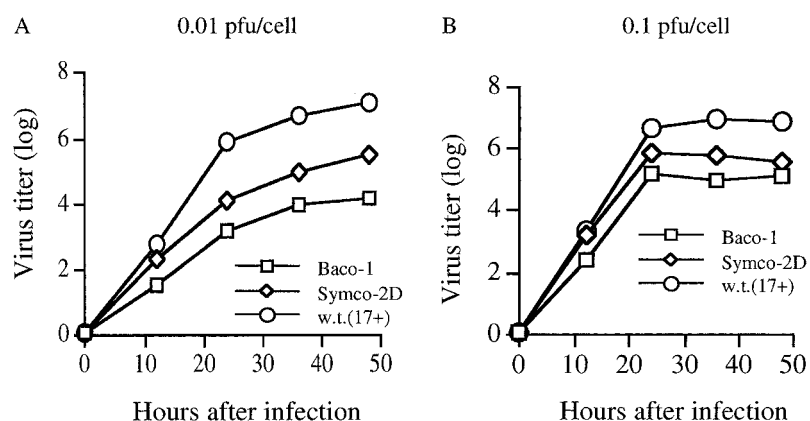 A
0.01 pfu/cell
8
6
4
2
0
Virus titer (log)
Baco-1
Symco-2D
w.t.(17+)
0 10 20 30 40 50
Hours after infection
B
0.1 pfu/cell
8
6
4
2
0
Virus titer (log)
Baco-1
Symco-2D
w.t.(17+)
0 10 20 30 40 50
Hours after infection